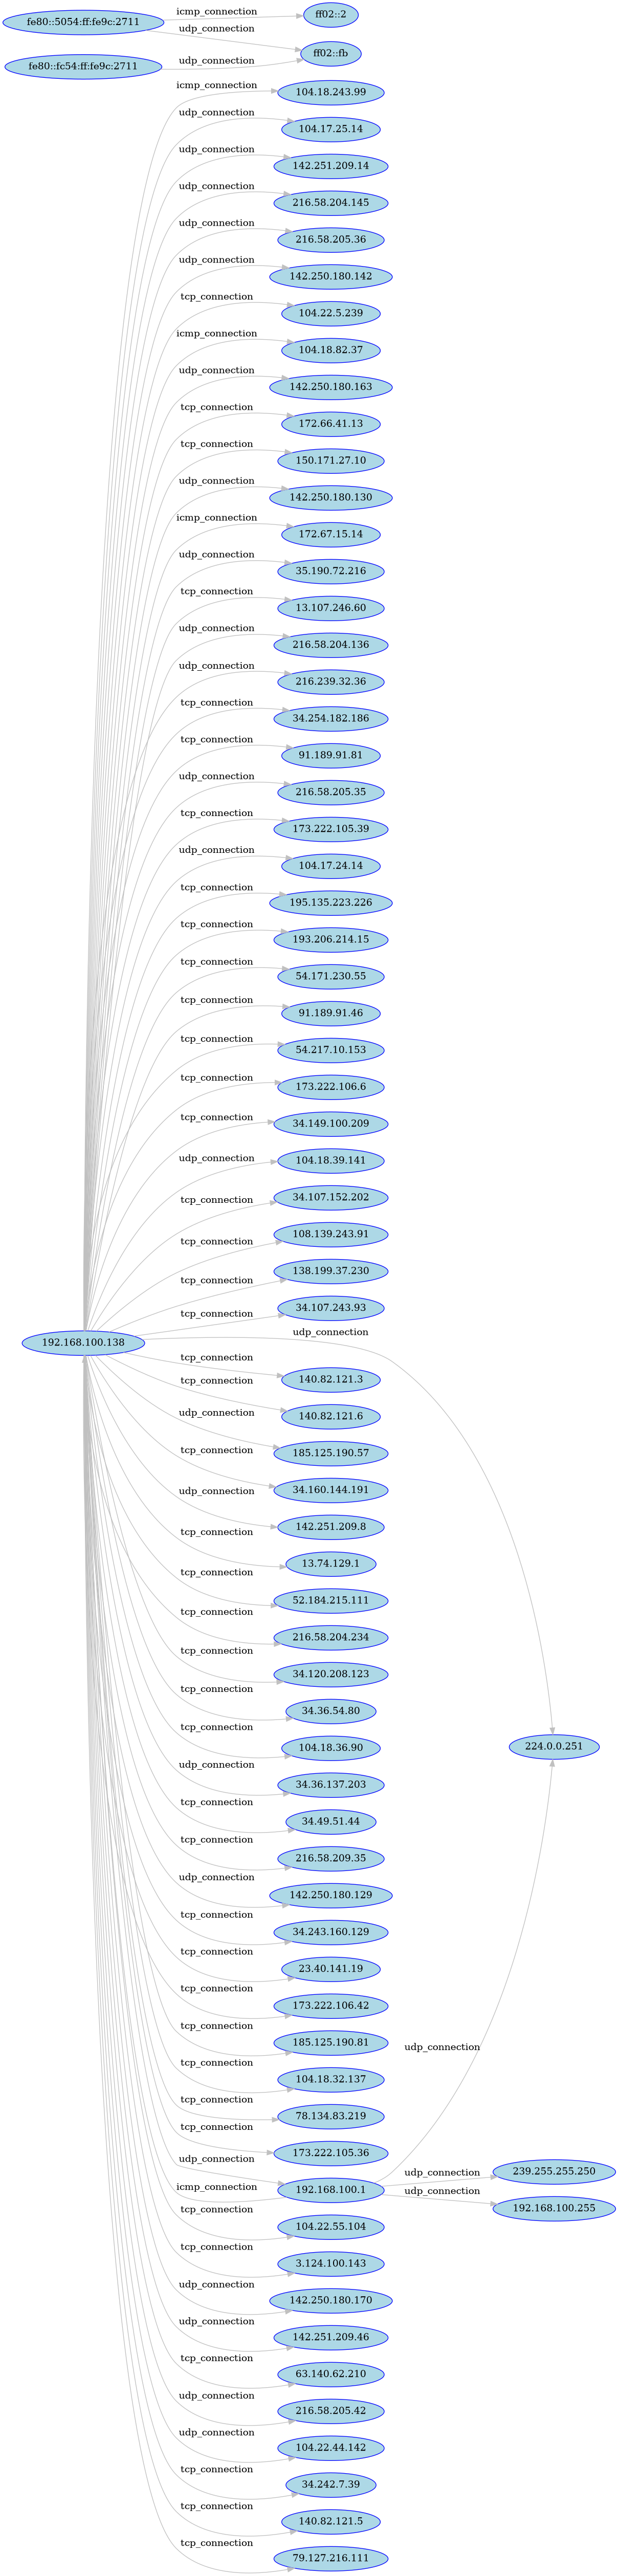 icmp_connection
fe80::5054:ff:fe9c:2711
ff02::2
udp_connection
ff02::fb
fe80::fc54:ff:fe9c:2711
udp_connection
icmp_connection
104.18.243.99
udp_connection
104.17.25.14
udp_connection
142.251.209.14
udp_connection
216.58.204.145
udp_connection
216.58.205.36
udp_connection
142.250.180.142
tcp_connection
104.22.5.239
icmp_connection
104.18.82.37
udp_connection
142.250.180.163
tcp_connection
172.66.41.13
tcp_connection
150.171.27.10
udp_connection
142.250.180.130
icmp_connection
172.67.15.14
udp_connection
35.190.72.216
tcp_connection
13.107.246.60
udp_connection
216.58.204.136
udp_connection
216.239.32.36
tcp_connection
34.254.182.186
tcp_connection
91.189.91.81
udp_connection
216.58.205.35
tcp_connection
173.222.105.39
udp_connection
104.17.24.14
tcp_connection
195.135.223.226
tcp_connection
193.206.214.15
tcp_connection
54.171.230.55
tcp_connection
91.189.91.46
tcp_connection
54.217.10.153
tcp_connection
173.222.106.6
tcp_connection
34.149.100.209
udp_connection
104.18.39.141
tcp_connection
34.107.152.202
tcp_connection
108.139.243.91
tcp_connection
138.199.37.230
tcp_connection
34.107.243.93
udp_connection
192.168.100.138
tcp_connection
140.82.121.3
tcp_connection
140.82.121.6
udp_connection
185.125.190.57
tcp_connection
34.160.144.191
udp_connection
142.251.209.8
tcp_connection
13.74.129.1
tcp_connection
52.184.215.111
tcp_connection
216.58.204.234
tcp_connection
34.120.208.123
tcp_connection
34.36.54.80
tcp_connection
104.18.36.90
224.0.0.251
udp_connection
34.36.137.203
tcp_connection
34.49.51.44
tcp_connection
216.58.209.35
udp_connection
142.250.180.129
tcp_connection
34.243.160.129
tcp_connection
23.40.141.19
tcp_connection
173.222.106.42
tcp_connection
185.125.190.81
udp_connection
tcp_connection
104.18.32.137
tcp_connection
78.134.83.219
tcp_connection
173.222.105.36
udp_connection
udp_connection
239.255.255.250
icmp_connection
192.168.100.1
udp_connection
192.168.100.255
tcp_connection
104.22.55.104
tcp_connection
3.124.100.143
udp_connection
142.250.180.170
udp_connection
142.251.209.46
tcp_connection
63.140.62.210
udp_connection
216.58.205.42
udp_connection
104.22.44.142
tcp_connection
34.242.7.39
tcp_connection
140.82.121.5
tcp_connection
79.127.216.111